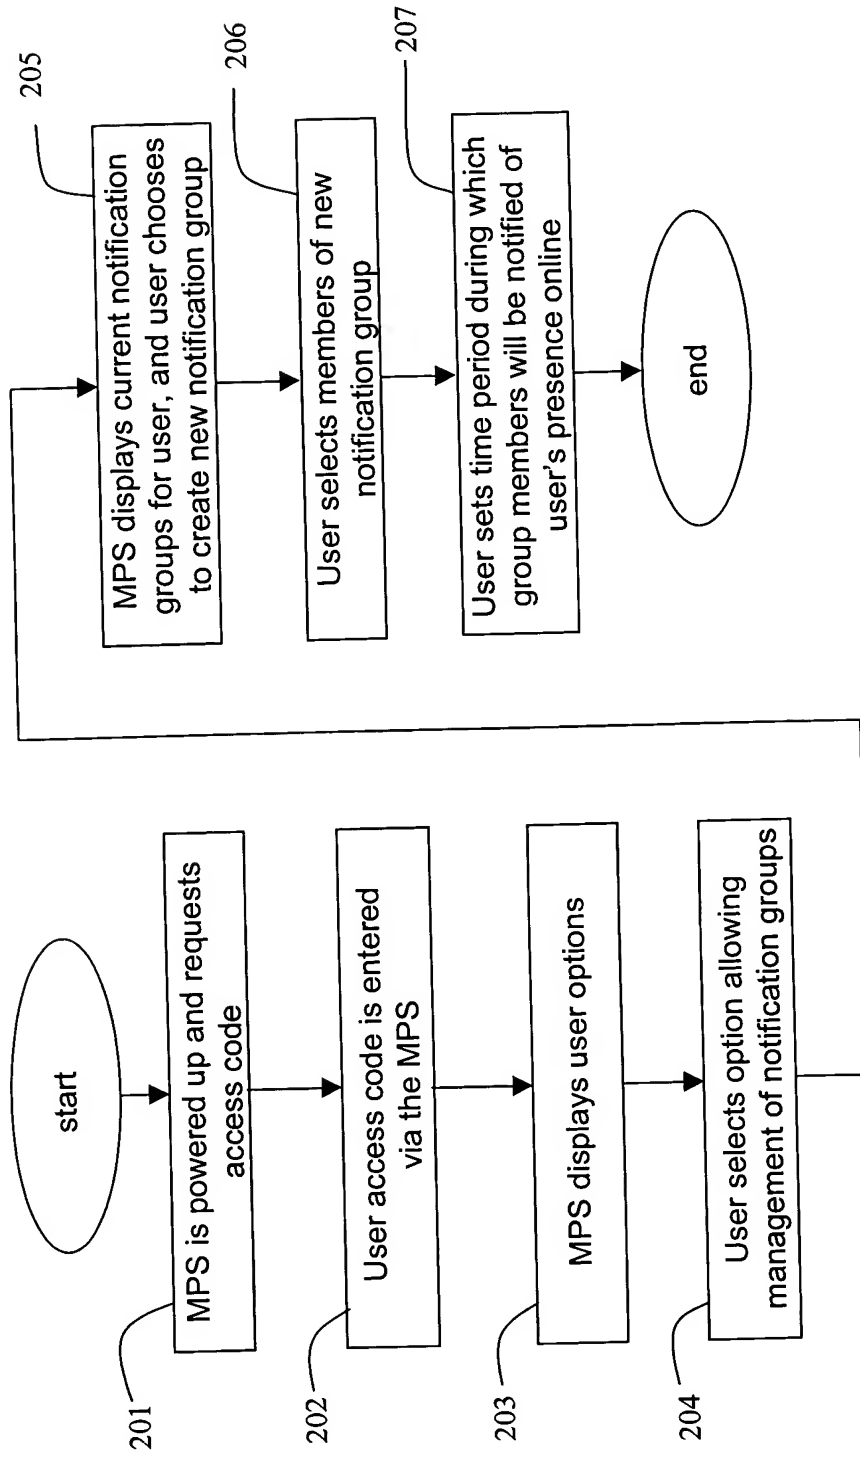 start
201
MPS is powered up and requests
access code
202
User access code is entered
via the MPS
203
MPS displays user options
204
User selects option allowing
management of notification groups
205
MPS displays current notification
groups for user, and user chooses
to create new notification group
206
User selects members of new
notification group
207
User sets time period during which
group members will be notified of
user's presence online
end